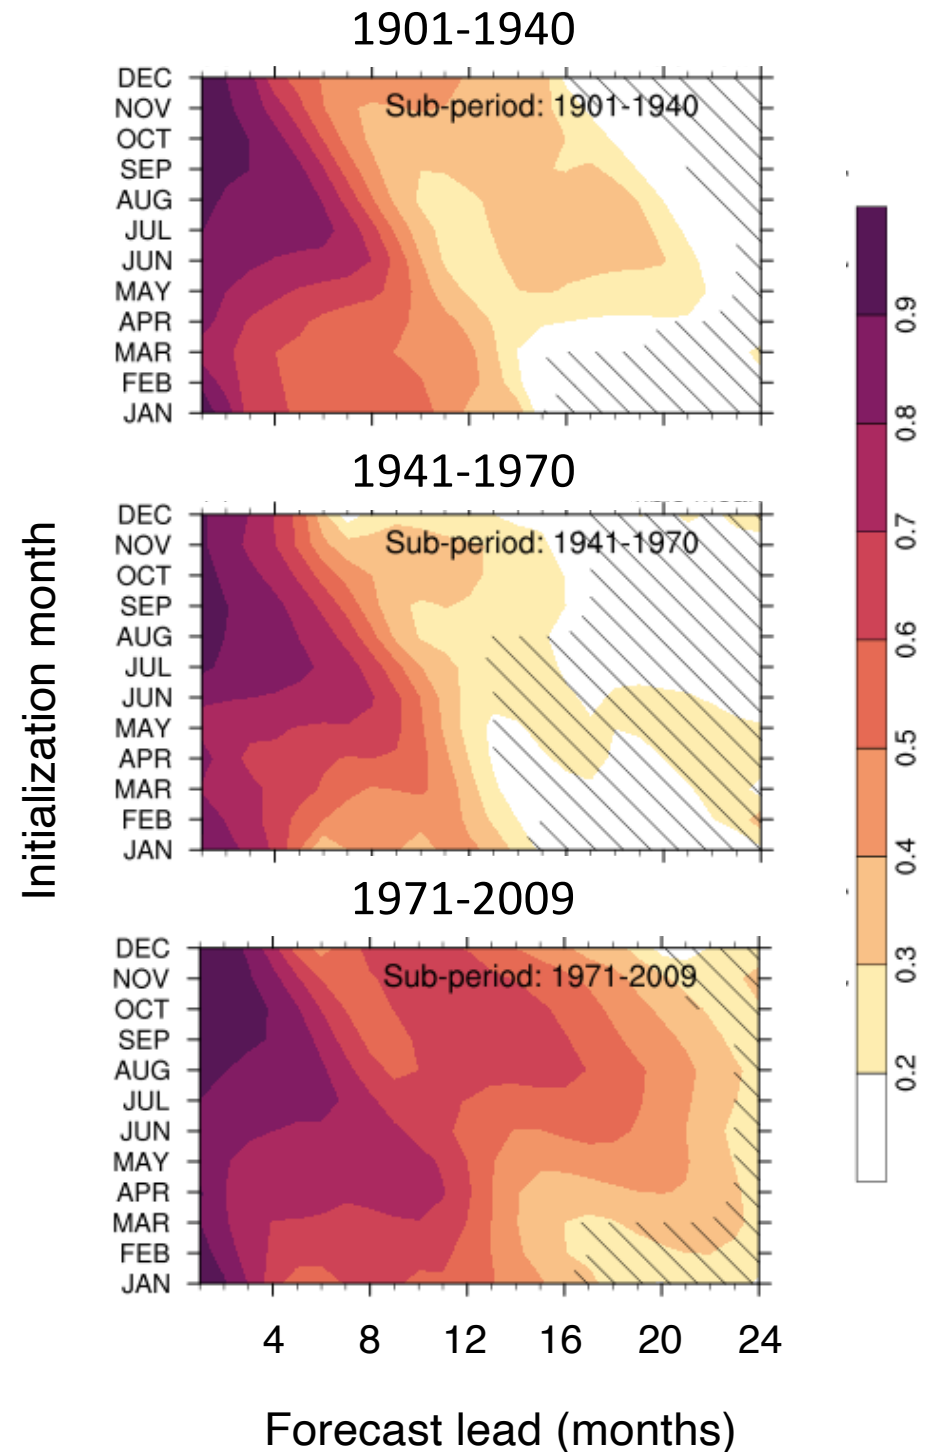 1901-1940
DEC
Sub-period: 1901-1940
NOV
OCT
SEP
AUG
JUL
JUN
MAY
APR
MAR
FEB
JAN
1941-1970
DEC
Sub-period: 1941-1970
NOV
OCT
SEP
AUG
JUL
JUN
MAY
APR
MAR
FEB
JAN
1971-2009
DEC
Sub-period: 1971-2009
NOV
OCT
SEP
AUG
JUL
JUN
MAY
APR
MAR
FEB
JAN
4 8 12 16 20 24
Forecast lead (months)
Initialization month
0.9
0.8
0.7
0.6
0.5
0.4
0.3
0.2